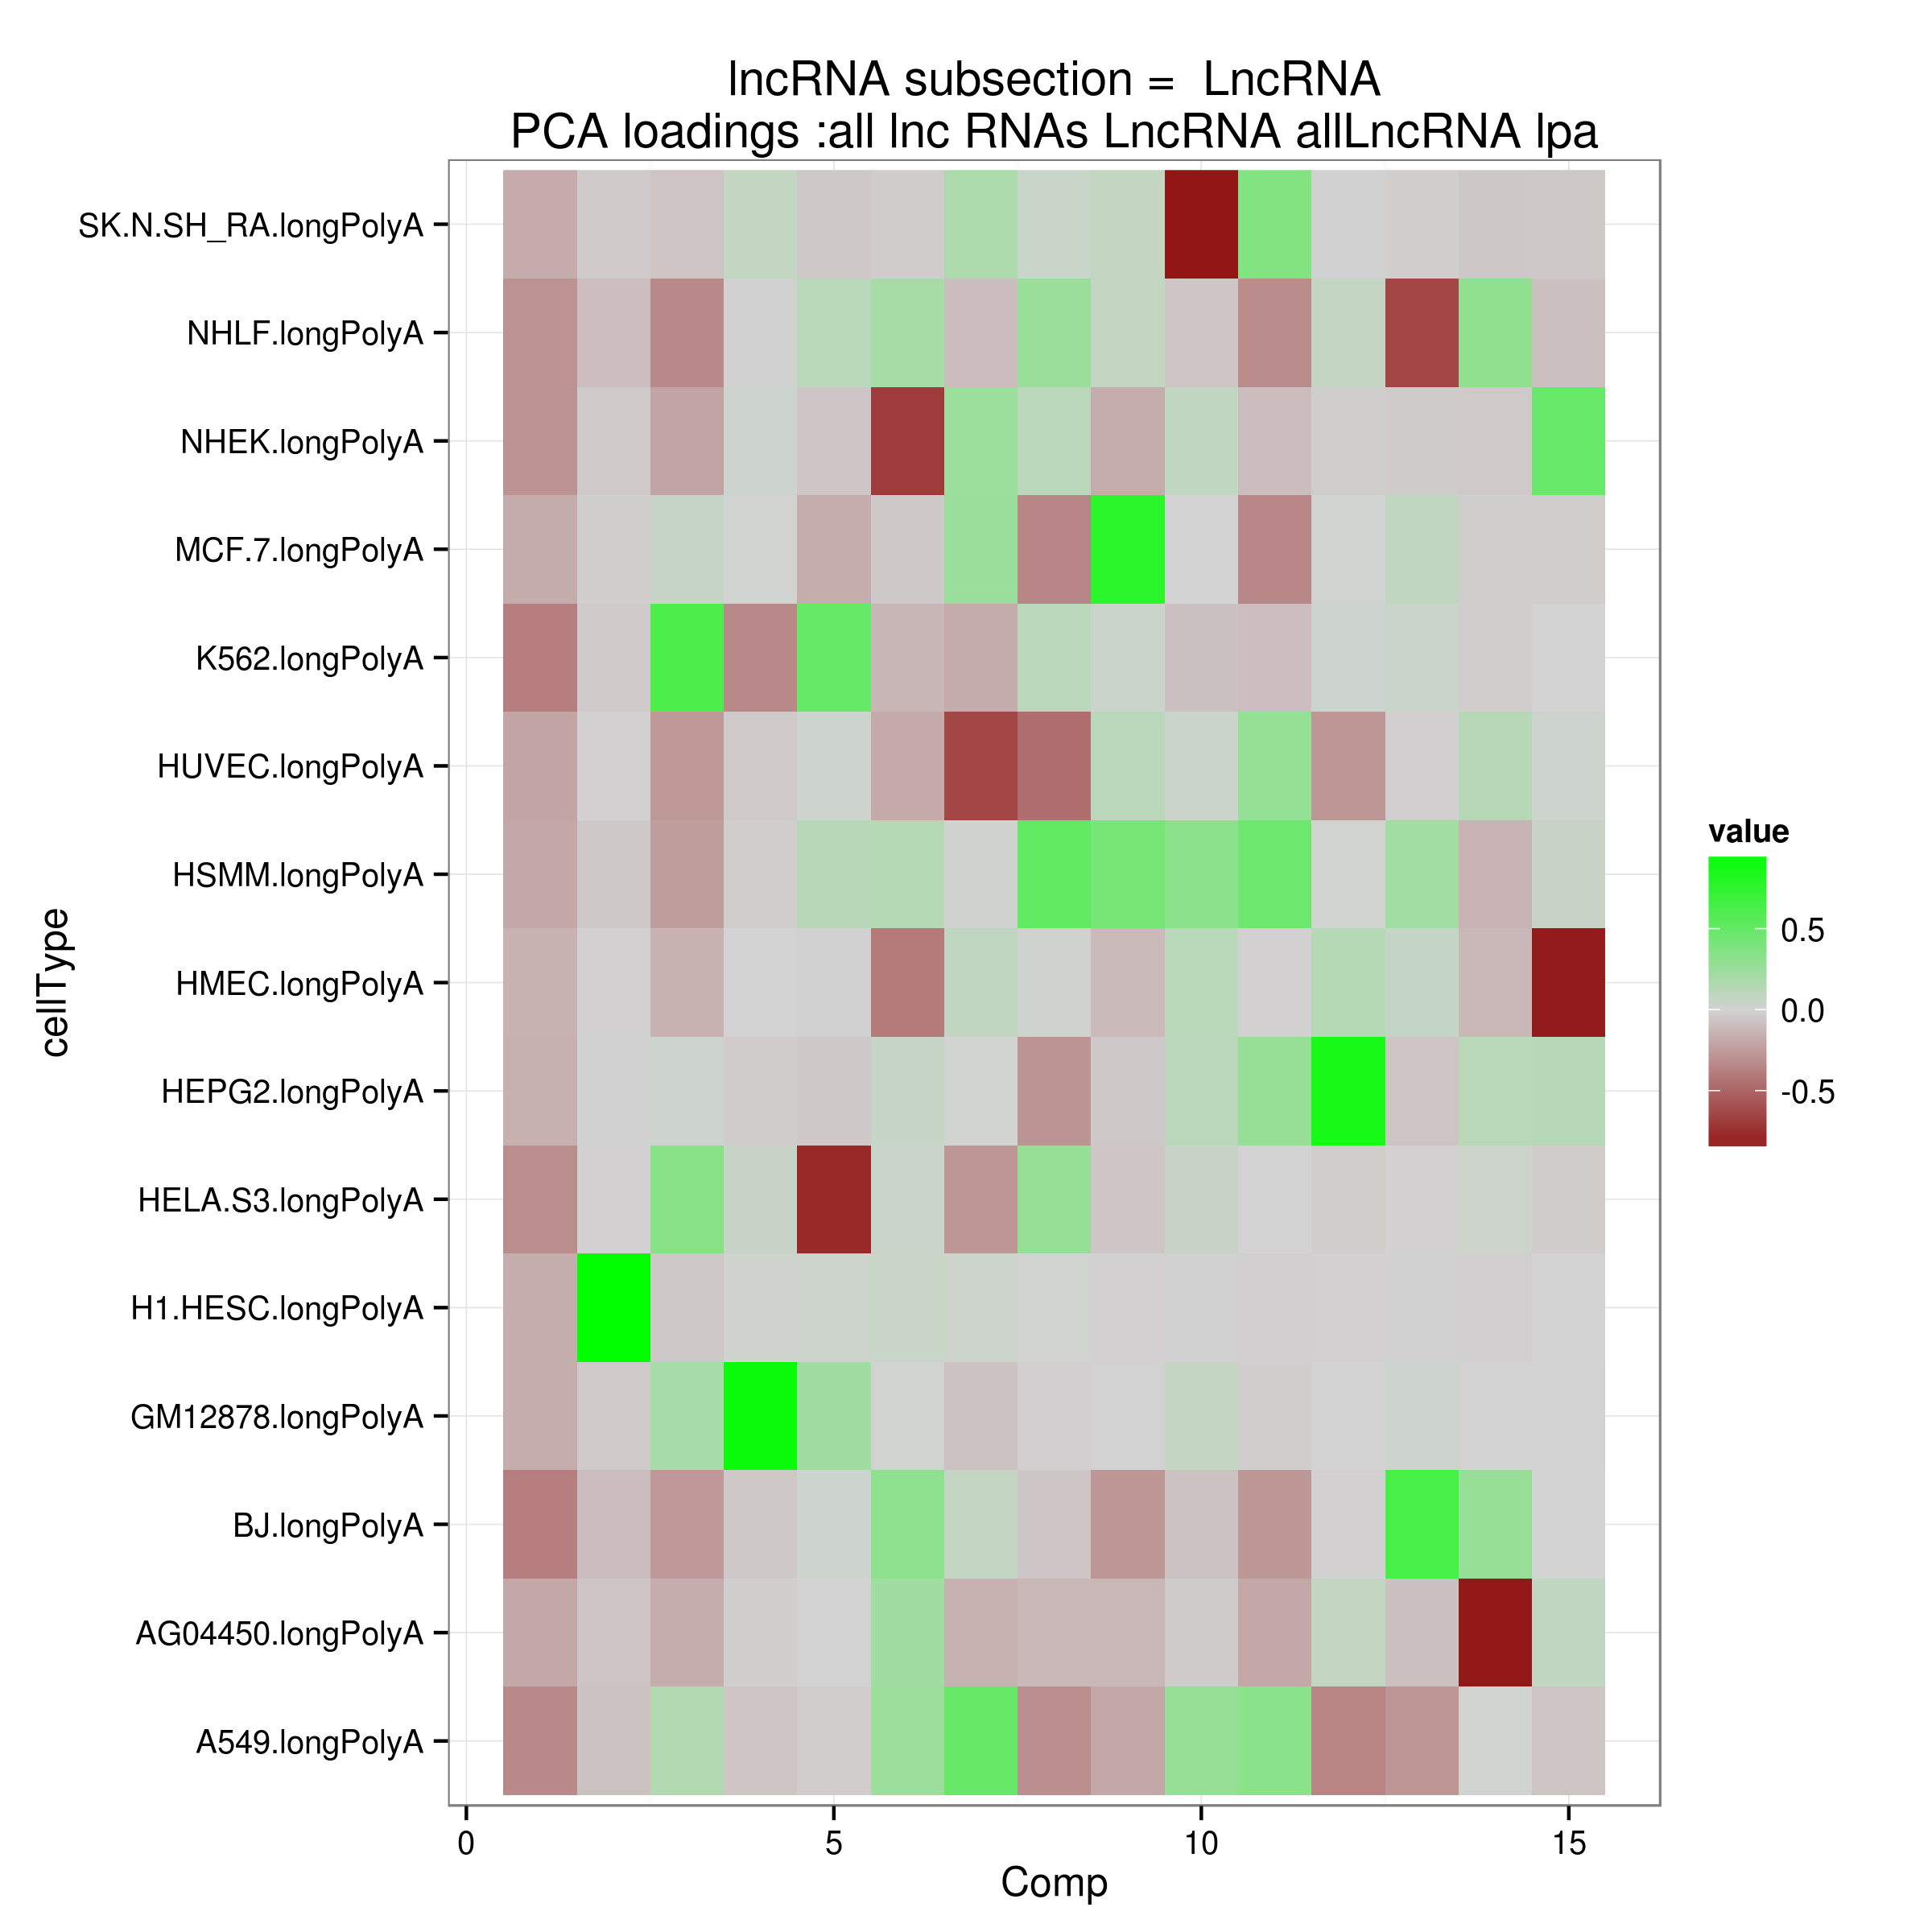 lncRNA subsection =  LncRNA
PCA loadings :all lnc RNAs LncRNA allLncRNA lpa
cellType
SK.N.SH_RA.longPolyA
NHLF.longPolyA
NHEK.longPolyA
MCF.7.longPolyA
K562.longPolyA
HUVEC.longPolyA
HSMM.longPolyA
HMEC.longPolyA
HEPG2.longPolyA
HELA.S3.longPolyA
H1.HESC.longPolyA
GM12878.longPolyA
BJ.longPolyA
AG04450.longPolyA
A549.longPolyA
0 5 10 15
Comp
value
0.5
0.0
-0.5